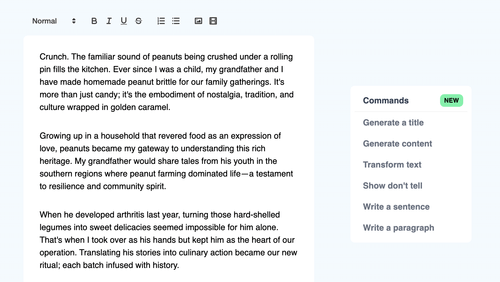 Normal
Crunch. The familiar sound of peanuts being crushed under a rolling
pin fills the kitchen. Ever since I was a child, my grandfather and I
have made homemade peanut brittle for our family gatherings. It's
more than just candy; it's the embodiment of nostalgia, tradition, and
culture wrapped in golden caramel.
Growing up in a household that revered food as an expression of
love, peanuts became my gateway to understanding this rich
heritage. My grandfather would share tales from his youth in the
southern regions where peanut farming dominated life—a testament
to resilience and community spirit.
When he developed arthritis last year, turning those hard-shelled
legumes into sweet delicacies seemed impossible for him alone.
That's when I took over as his hands but kept him as the heart of our
operation. Translating his stories into culinary action became our new
ritual; each batch infused with history.
Commands NEW
Generate a title
Generate content
Transform text
Show don't tell
Write a sentence
Write a paragraph